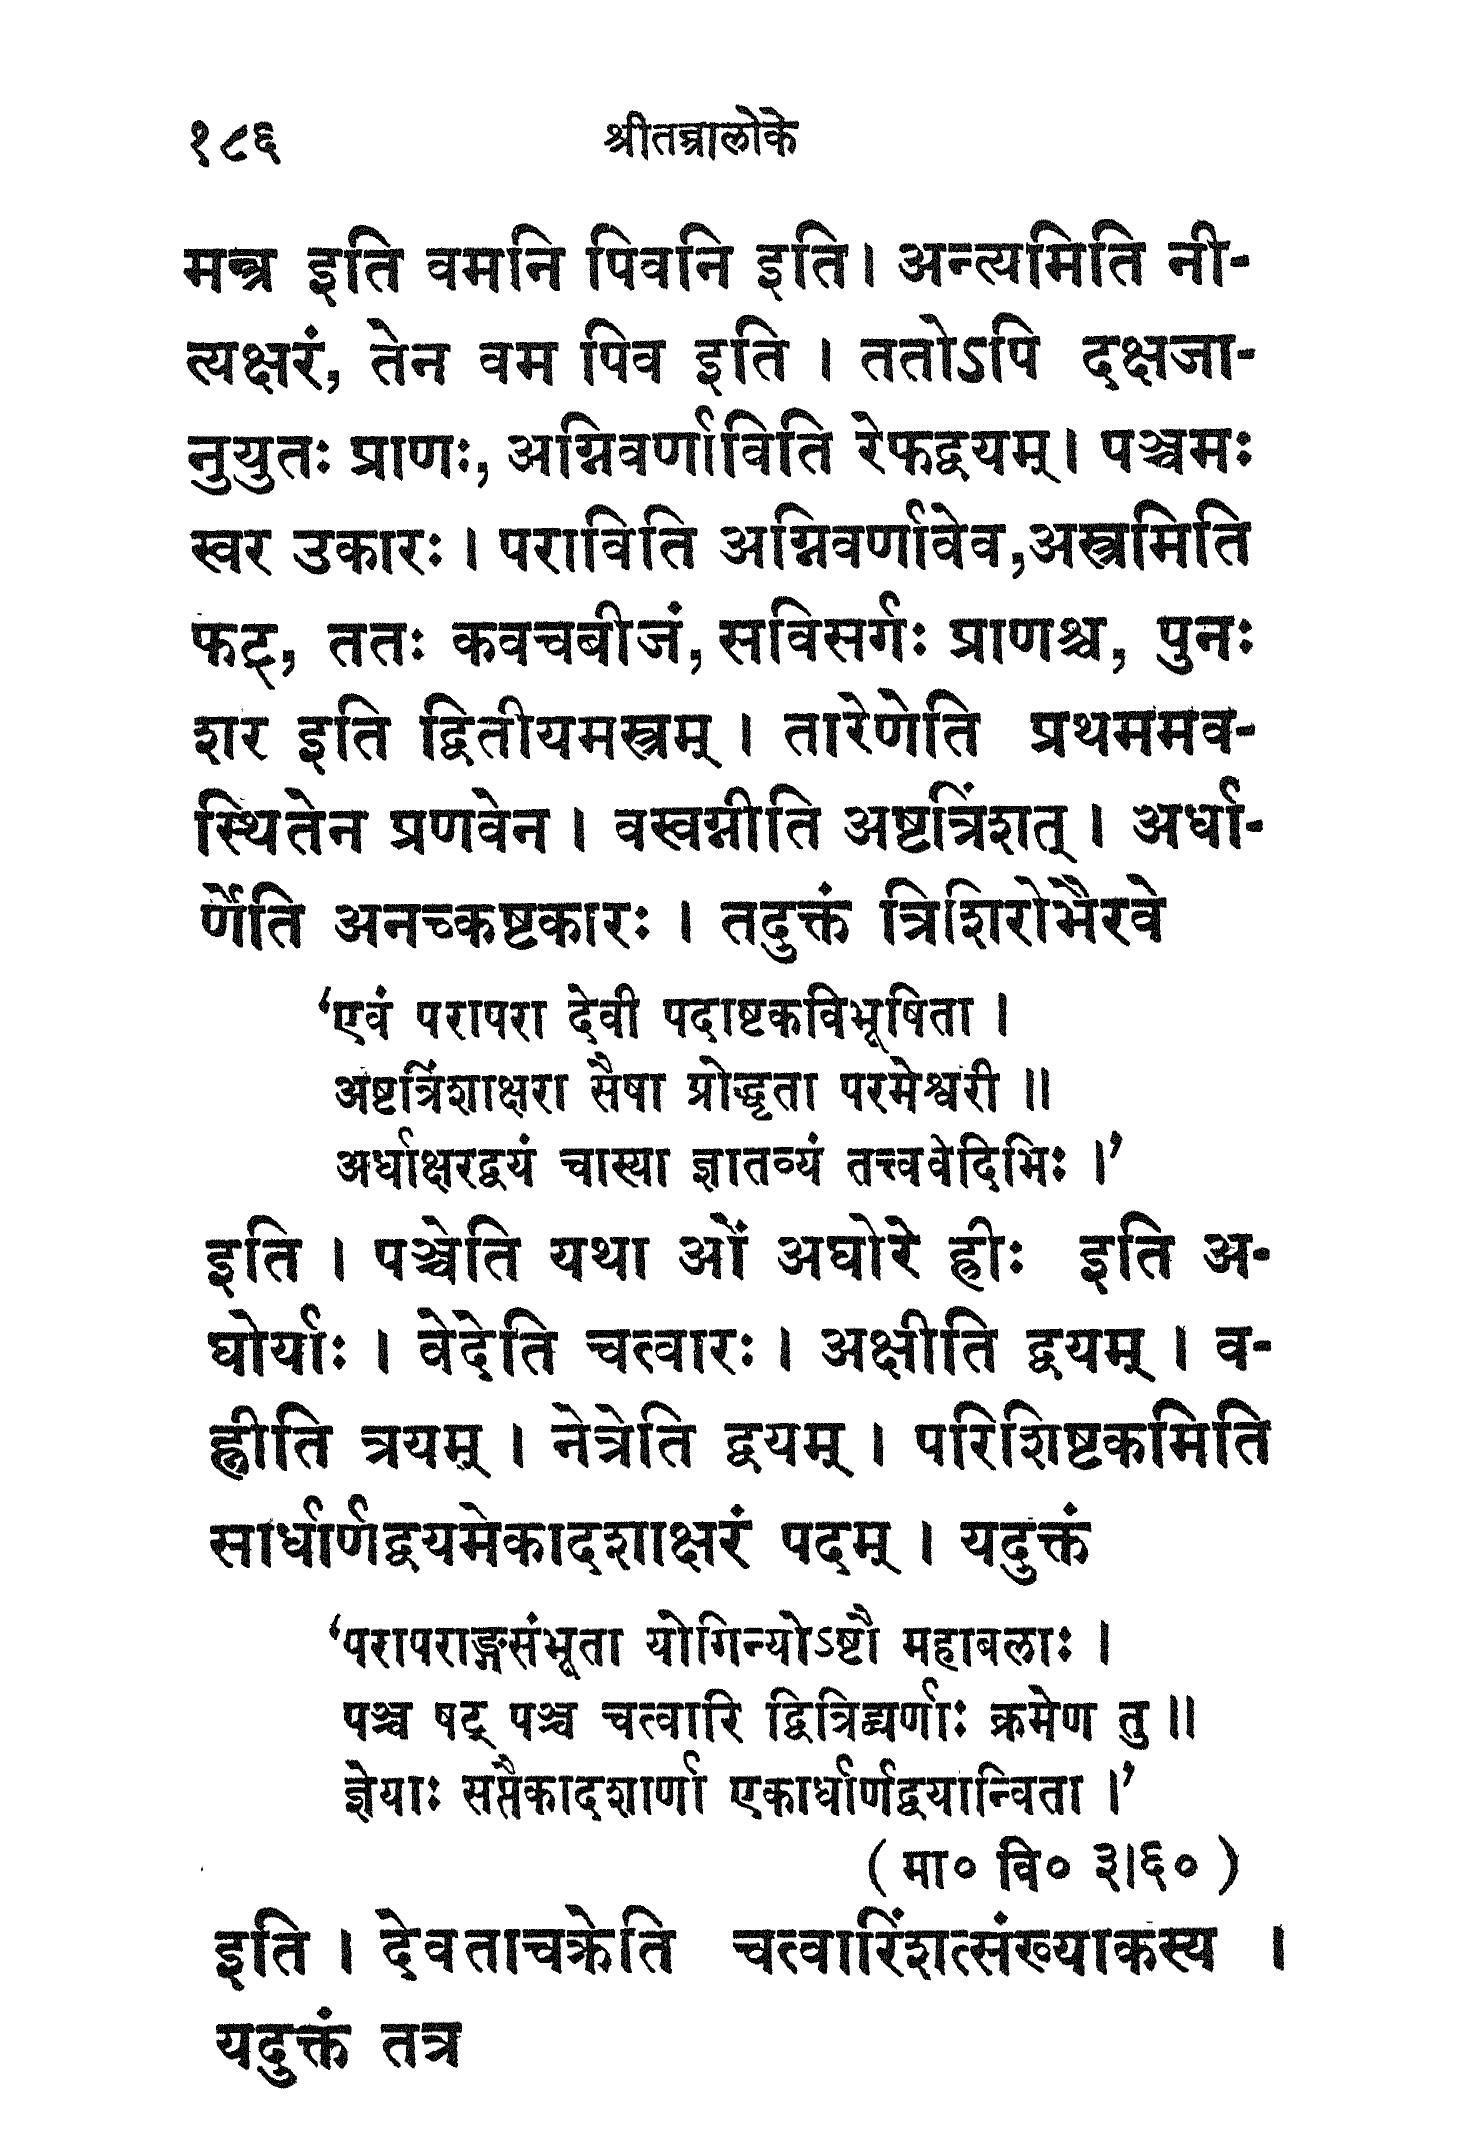 १८६ श्रीतन्त्रालोके
मन्त्र इति वमनि पिवनि इति। अन्त्यमिति नी-
त्यक्षरं, तेन वम पिव इति । ततोऽपि दक्षजा-
नुयुतः प्राणः, अग्निवर्णाविति रेफद्वयम्। पञ्चमः
स्वर उकारः। पराविति अग्निवर्णावेव,अस्त्रमिति
फट्, ततः कवचबीजं, सविसर्गः प्राणश्च, पुनः
शर इति द्वितीयमस्त्रम् । तारेणेति प्रथममव-
स्थितेन प्रणवेन । वस्वग्नीति अष्टत्रिंशत् । अर्धा-
र्णेति अनच्कष्टकारः । तदुक्तं त्रिशिरोभैरवे
‘एवं परापरा देवी पदाष्टकविभूषिता ।
अष्टत्रिंशाक्षरा सैषा प्रोद्धृता परमेश्वरी ॥
अर्धाक्षरद्वयं चास्या ज्ञातव्यं तत्त्ववेदिभिः ।’
इति । पञ्चेति यथा ओं अघोरे ह्रीः इति अ-
घोर्याः । वेदेति चत्वारः । अक्षीति द्वयम् । व-
ह्नीति त्रयम् । नेत्रेति द्वयम् । परिशिष्टकमिति
सार्धार्णद्वयमेकादशाक्षरं पदम् । यदुक्तं
‘परापराङ्गसंभूता योगिन्योऽष्टौ महाबलाः ।
पञ्च षट् पञ्च चत्वारि द्वित्रिद्व्यर्णाः क्रमेण तु ॥
ज्ञेयाः सप्तैकादशार्णा एकार्धार्णद्वयान्विता ।’
( मा० वि० ३।६० )
इति । देवताचक्रेति चत्वारिंशत्संख्याकस्य ।
यदुक्तं तत्र